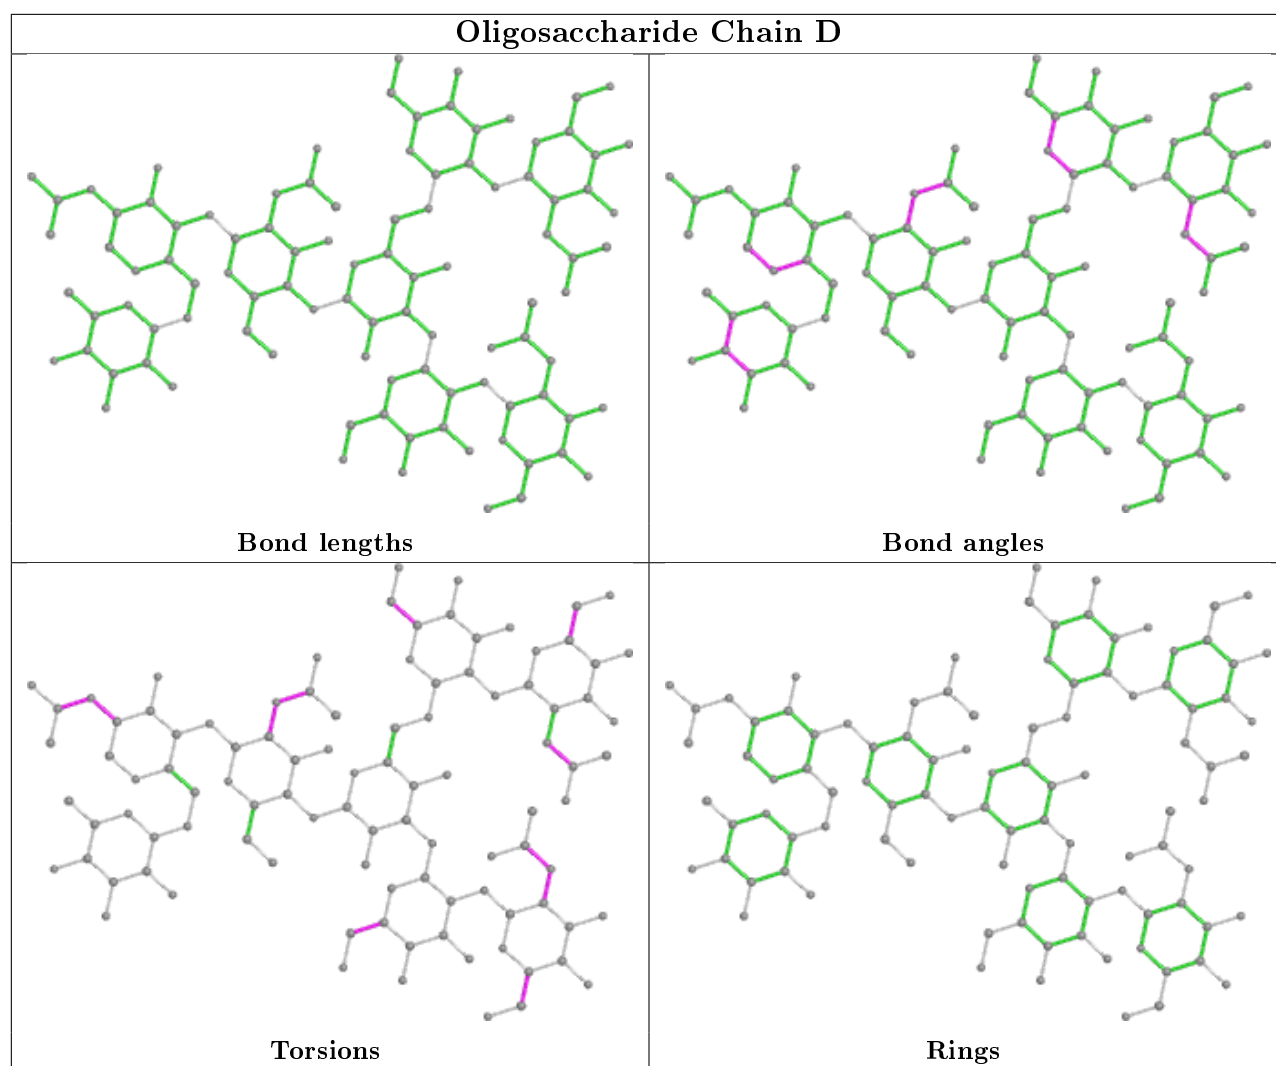 Oligosaccharide Chain D
Bond lengths
Bond angles
Torsions
Rings